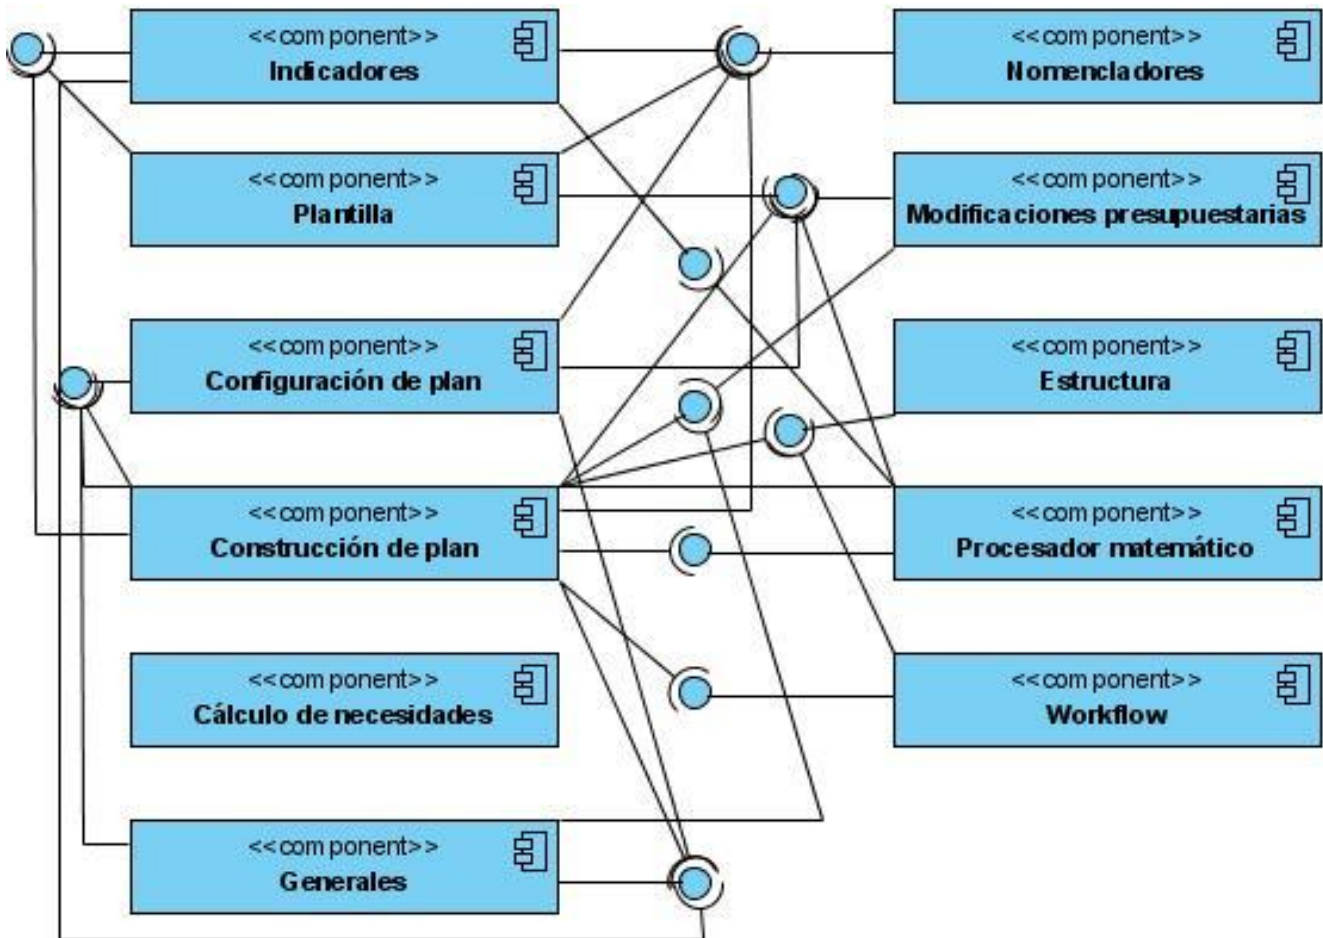 <<component>>
Indicadores
<<component>>
Nomencladores
<<component>>
Plantilla
<<component>>
Modificaciones presupuestarias
<<component>>
Configuración de plan
<<component>>
Estructura
<<component>>
Construcción de plan
<<component>>
Procesador matemático
<<component>>
Cálculo de necesidades
<<component>>
Workflow
<<component>>
Generales